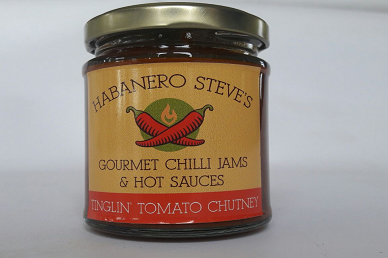 HABANERO STEVE'S
GOURMET CHILLI JAMS
& HOT SAUCES
TINGLIN' TOMATO CHUTNEY